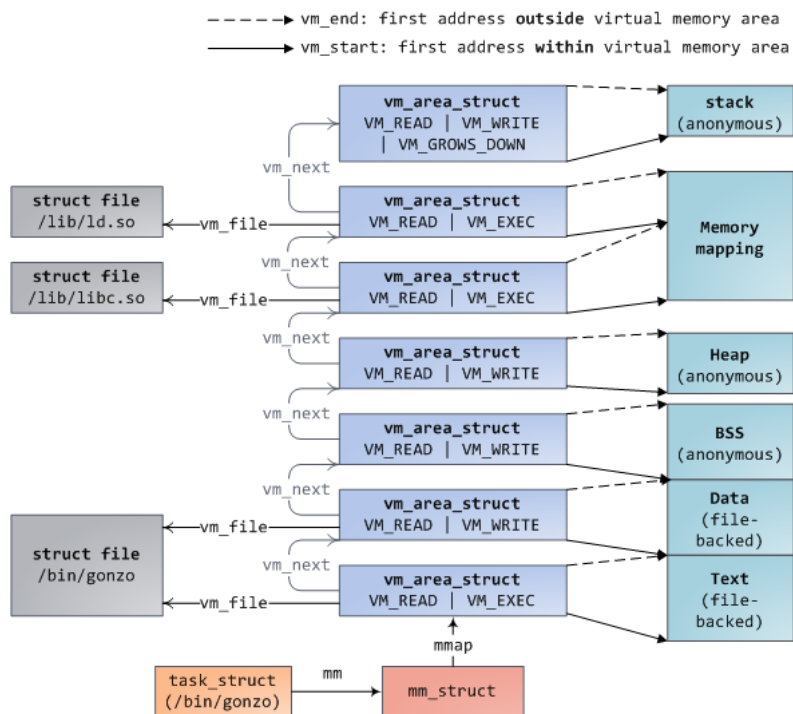 vm_end: first address outside virtual memory area
vm_start: first address within virtual memory area
vm_area_struct
VM_READ | VM_WRITE
| VM_GROWS_DOWN
stack
(anonymous)
vm_next
struct file
/lib/ld.so
vm_file
vm_area_struct
VM_READ | VM_EXEC
Memory
mapping
vm_next
struct file
/lib/libc.so
vm_file
vm_area_struct
VM_READ | VM_EXEC
vm_next
vm_area_struct
VM_READ | VM_WRITE
Heap
(anonymous)
vm_next
vm_area_struct
VM_READ | VM_WRITE
BSS
(anonymous)
vm_next
vm_area_struct
VM_READ | VM_WRITE
Data
(file-
backed)
vm_file
struct file
/bin/gonzo
vm_next
vm_file
vm_area_struct
VM_READ | VM_EXEC
Text
(file-
backed)
mmap
task_struct
(/bin/gonzo)
mm
mm_struct